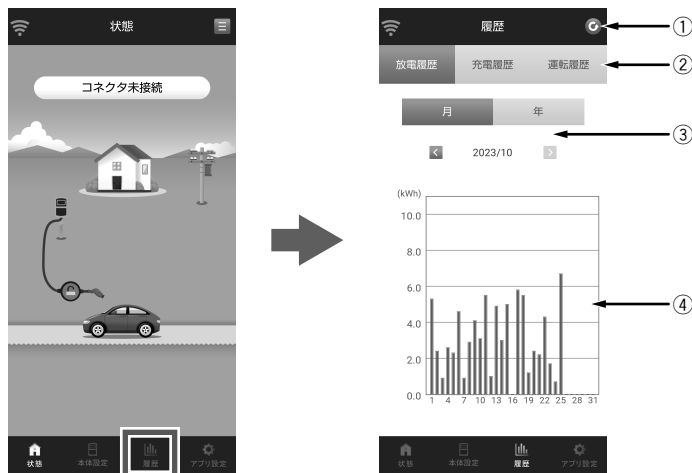 状態
コネクタ未接続
状態
本体設定
履歴
アプリ設定
履歴
①
放電履歴 充電履歴 運転履歴
②
月 年
③
< 2023/10 >
(kWh)
10.0
8.0
6.0
④
4.0
2.0
0.0
1 4 7 10 13 16 19 22 25 28 31
状態
本体設定
履歴
アプリ設定